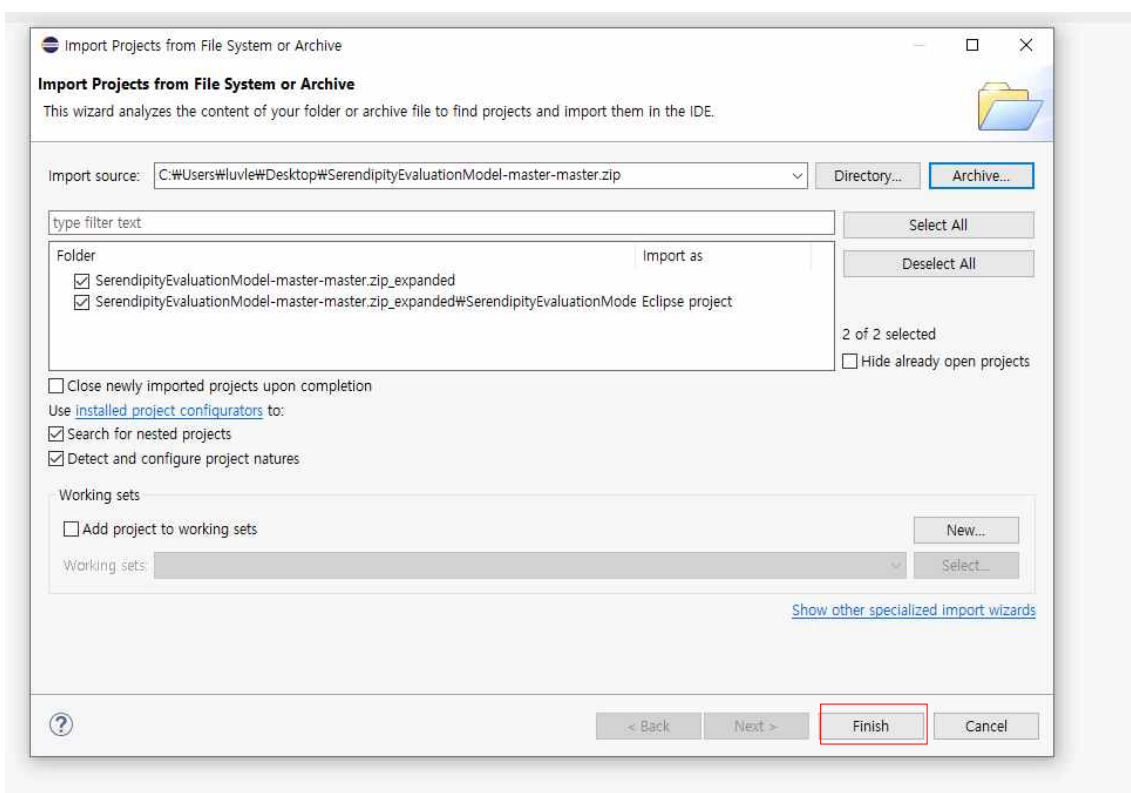 Import Projects from File System or Archive
Import Projects from File System or Archive
This wizard analyzes the content of your folder or archive file to find projects and import them in the IDE.
Import source: C:₩Users₩luvle₩Desktop₩SerendipityEvaluationModel-master-master.zip Directory... Archive...
type filter text Select All
Folder Import as Deselect All
SerendipityEvaluationModel-master-master.zip_expanded
SerendipityEvaluationModel-master-master.zip_expanded₩SerendipityEvaluationMode Eclipse project
2 of 2 selected
Hide already open projects
Close newly imported projects upon completion
Use installed project configurators to:
Search for nested projects
Detect and configure project natures
Working sets
Add project to working sets New...
Working sets: Select...
Show other specialized import wizards
? < Back Next > Finish Cancel